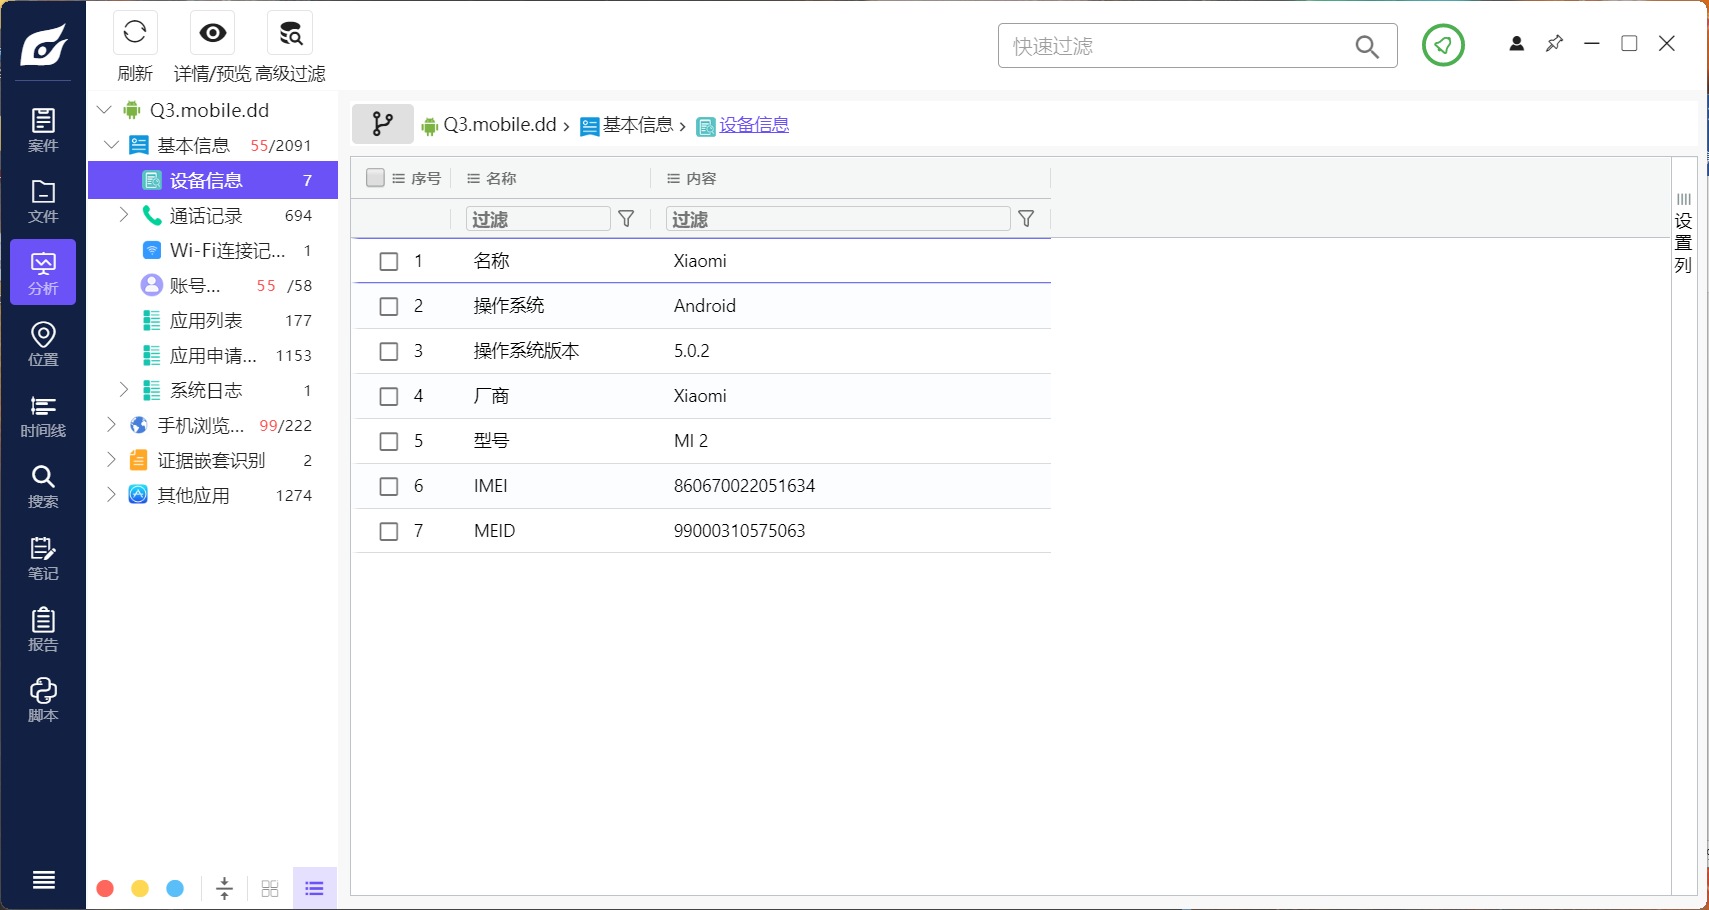 刷新 详情/预览 高级过滤
快速过滤
案件
文件
分析
位置
时间线
搜索
笔记
报告
脚本
Q3.mobile.dd
基本信息 55/2091
设备信息 7
通话记录 694
Wi-Fi连接记... 1
账号... 55 /58
应用列表 177
应用申请... 1153
系统日志 1
手机浏览... 99/222
证据嵌套识别 2
其他应用 1274
Q3.mobile.dd › 基本信息 › 设备信息
序号 名称 内容
过滤 过滤
1 名称 Xiaomi
2 操作系统 Android
3 操作系统版本 5.0.2
4 厂商 Xiaomi
5 型号 MI 2
6 IMEI 860670022051634
7 MEID 99000310575063
设置列